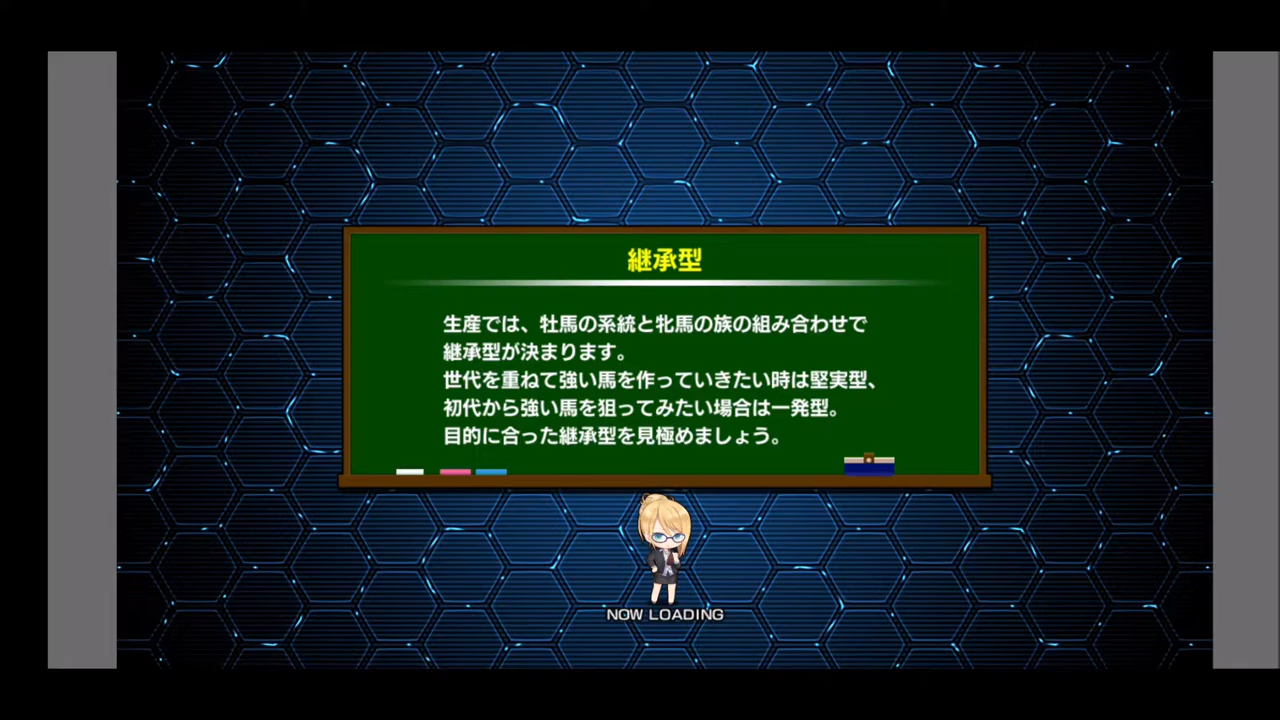 継承型
生産では、牡馬の系統と牝馬の族の組み合わせで
継承型が決まります。
世代を重ねて強い馬を作っていきたい時は堅実型、
初代から強い馬を狙ってみたい場合は一発型。
目的に合った継承型を見極めましょう。
NOW LOADING